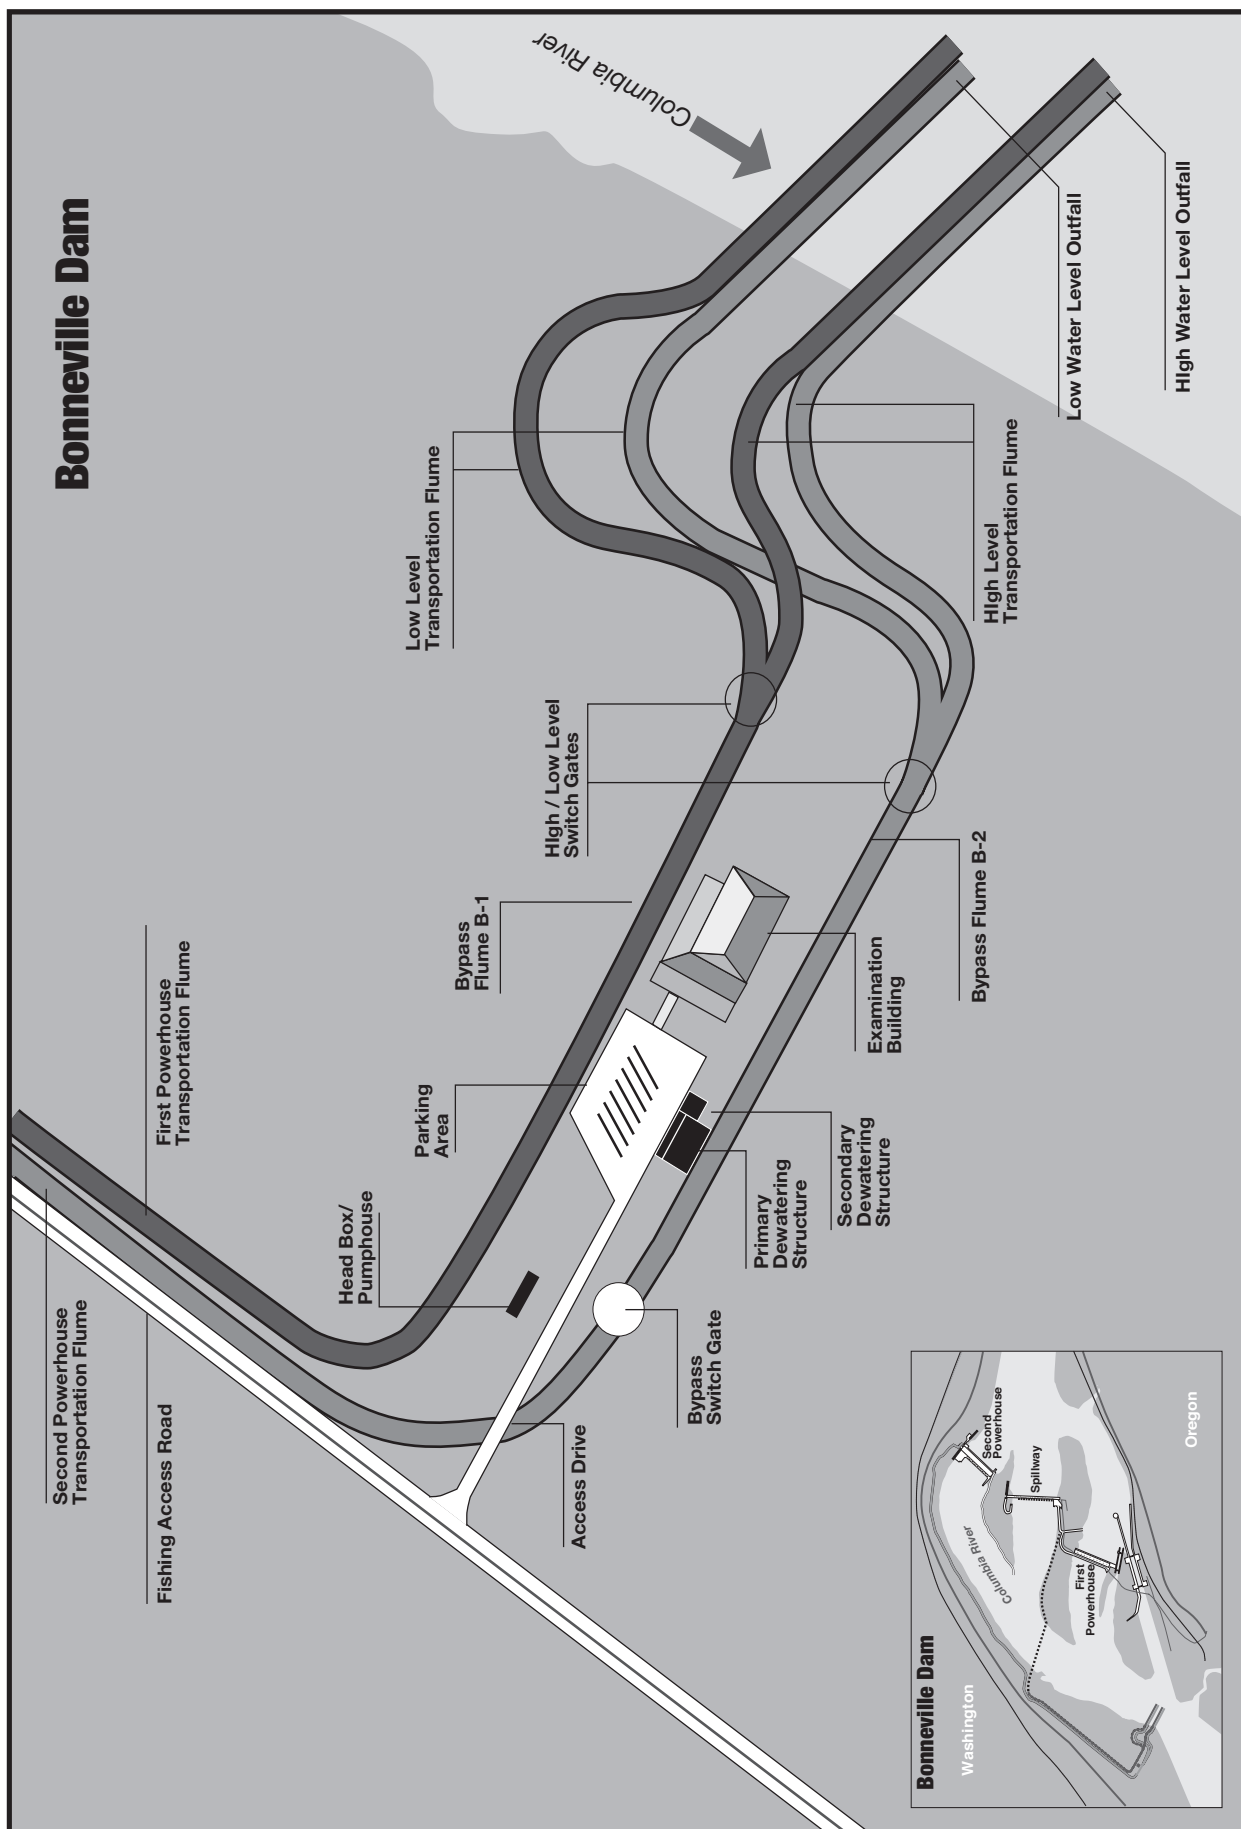 Bonneville Dam
Columbia River
Second Powerhouse
Transportation Flume
Fishing Access Road
First Powerhouse
Transportation Flume
Head Box/
Pumphouse
Parking
Area
Bypass
Flume B-1
Low Level
Transportation Flume
HIgh / Low Level
Switch Gates
Access Drive
Bypass
Switch Gate
Primary
Dewatering
Structure
Secondary
Dewatering
Structure
Examination
Building
Bypass Flume B-2
HIgh Level
Transportation Flume
Low Water Level Outfall
HIgh Water Level Outfall
Bonneville Dam
Washington
Columbia River
First
Powerhouse
Spillway
Second
Powerhouse
Oregon